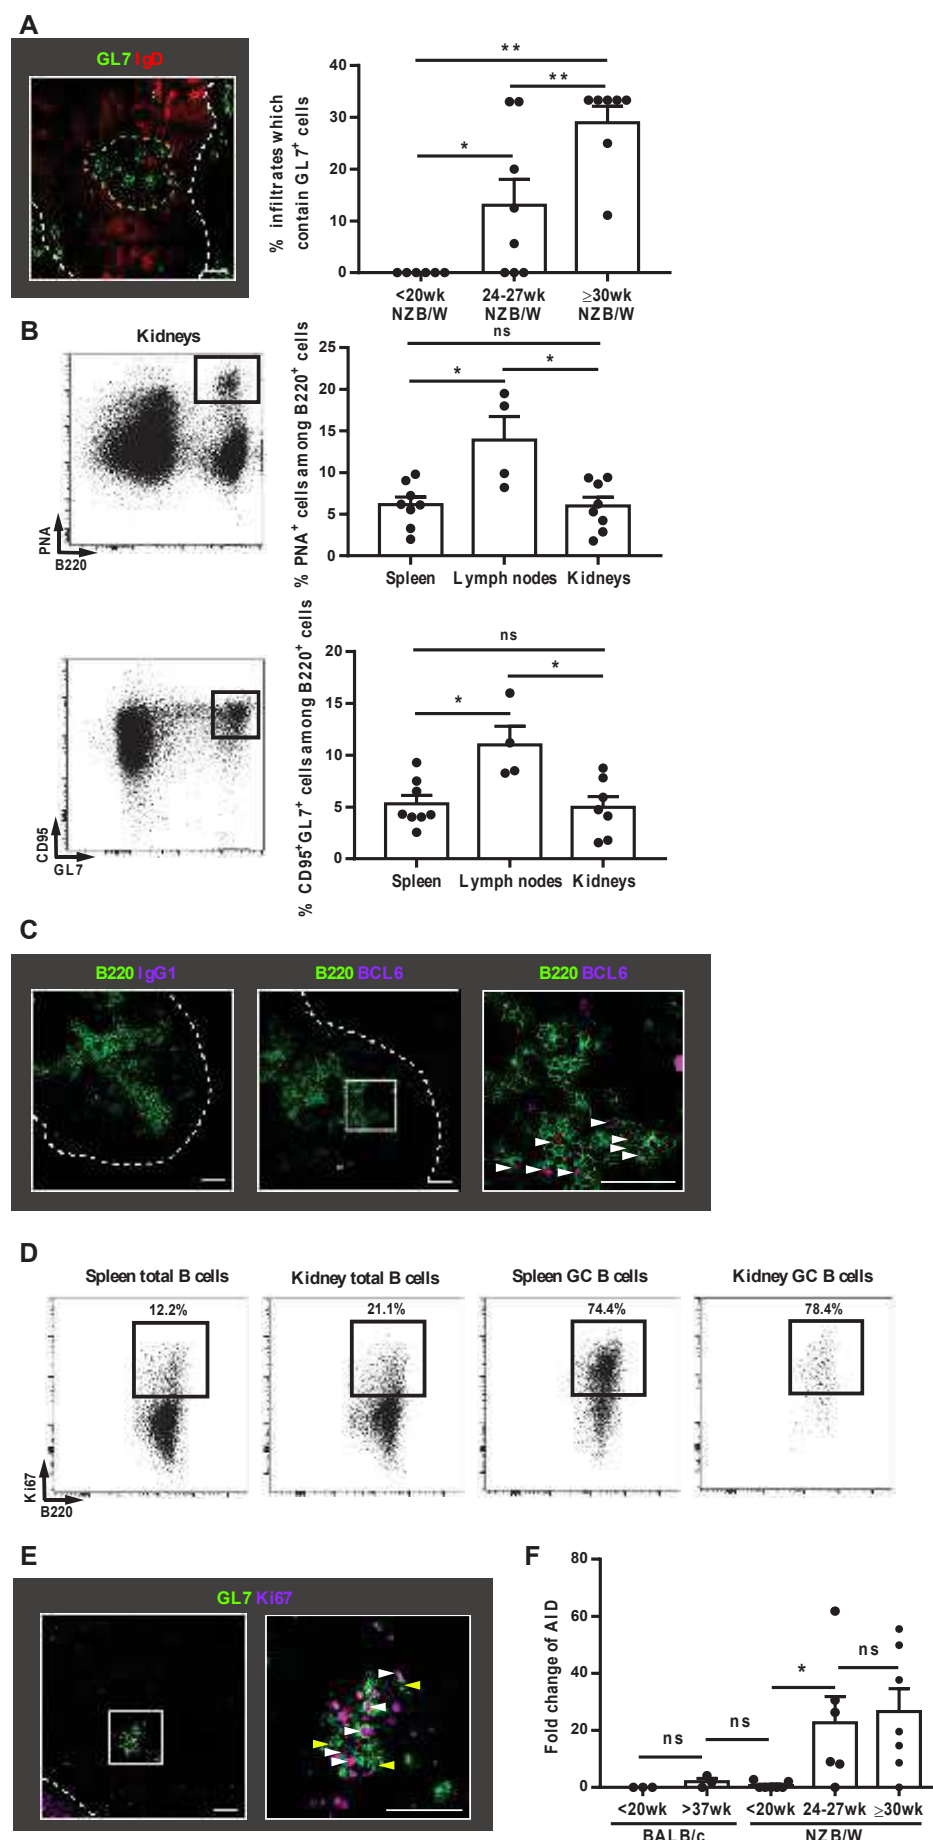 A
GL7 IgD
% infiltrates which
contain GL7+ cells
40
30
20
10
0
**
**
*
<20wk
NZB/W
24-27wk
NZB/W
≥30wk
NZB/W
B
Kidneys
PNA
B220
% PNA+ cells among B220+ cells
25
20
15
10
5
0
ns
*
*
Spleen
Lymph nodes
Kidneys
CD95
GL7
% CD95+GL7+ cells among B220+ cells
20
15
10
5
0
ns
*
*
Spleen
Lymph nodes
Kidneys
C
B220 IgG1
B220 BCL6
B220 BCL6
D
Spleen total B cells
Kidney total B cells
Spleen GC B cells
Kidney GC B cells
12.2%
21.1%
74.4%
78.4%
Ki67
B220
E
GL7 Ki67
F
Fold change of AID
80
60
40
20
0
ns
ns
*
ns
<20wk
>37wk
<20wk
24-27wk
≥30wk
BALB/c
NZB/W